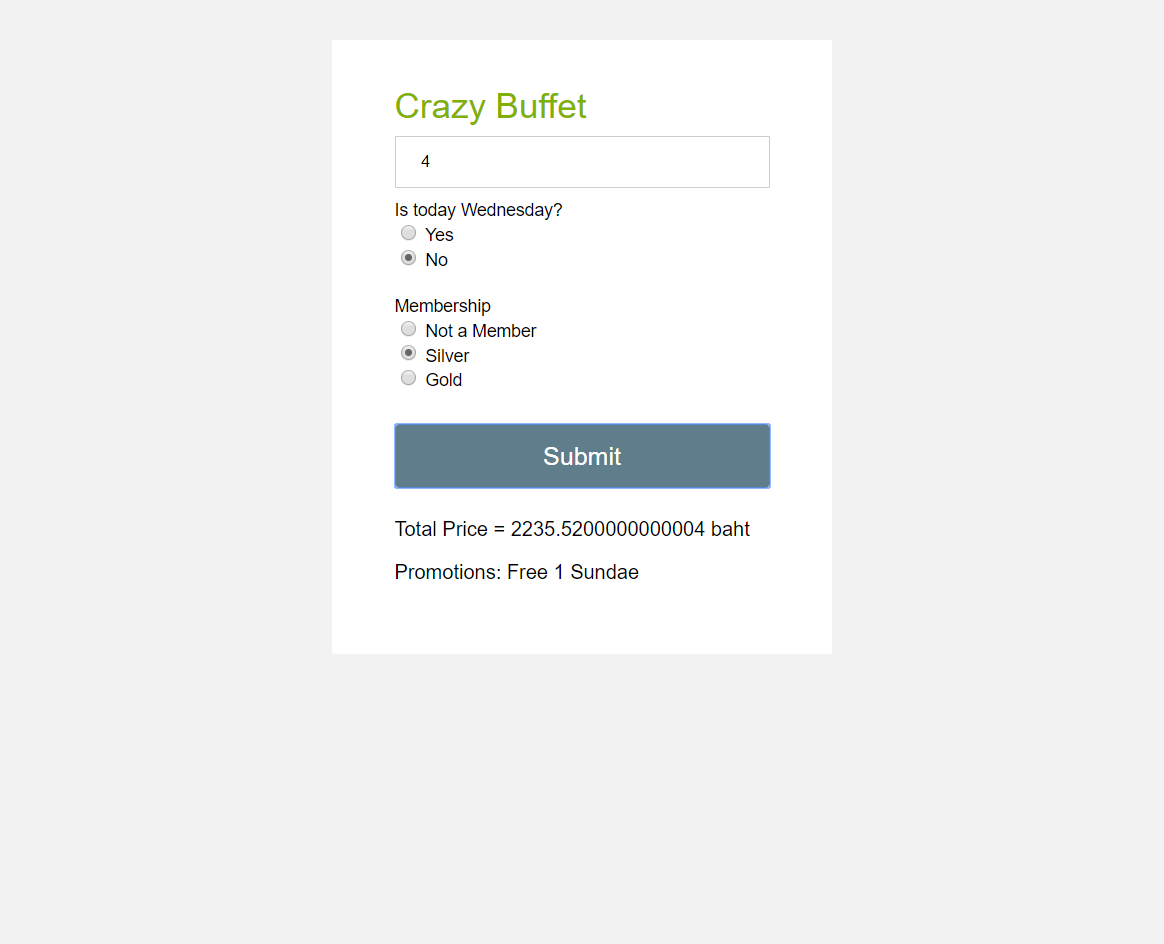 Crazy Buffet
4
Is today Wednesday?
Yes
No
Membership
Not a Member
Silver
Gold
Submit
Total Price = 2235.5200000000004 baht
Promotions: Free 1 Sundae